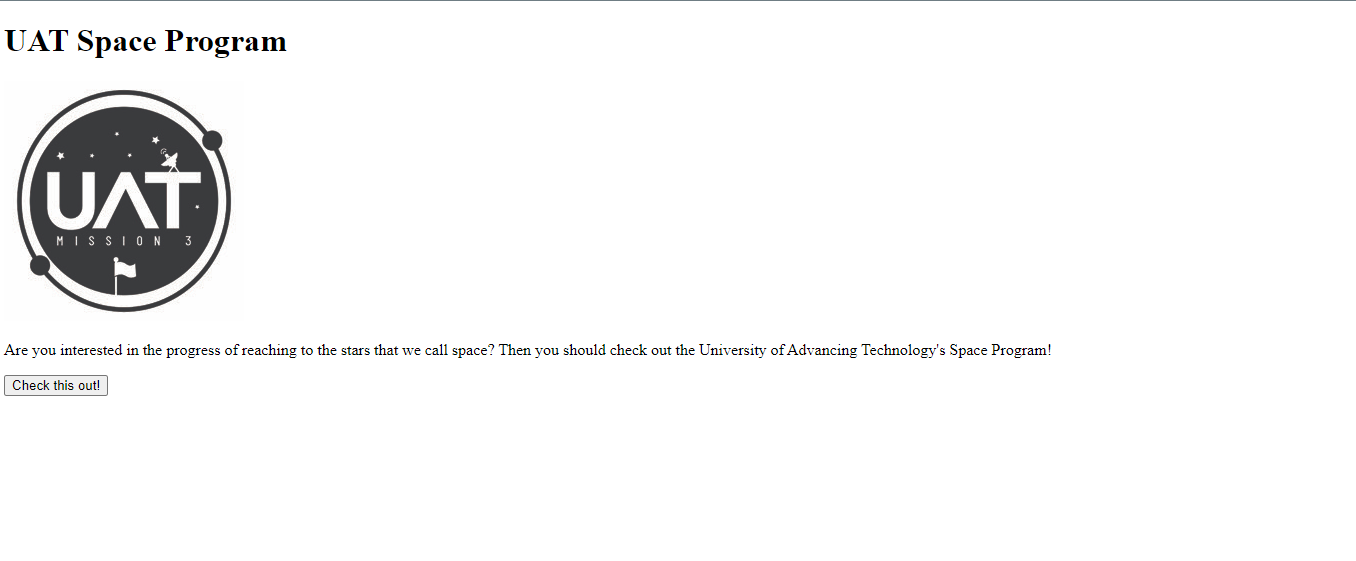 UAT Space Program
UAT
MISSION 3
Are you interested in the progress of reaching to the stars that we call space? Then you should check out the University of Advancing Technology's Space Program!
Check this out!